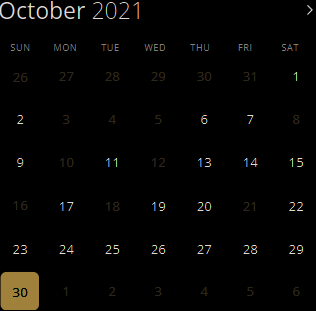 October 2021
SUN MON TUE WED THU FRI SAT
26 27 28 29 30 31 1
2 3 4 5 6 7 8
9 10 11 12 13 14 15
16 17 18 19 20 21 22
23 24 25 26 27 28 29
30 1 2 3 4 5 6